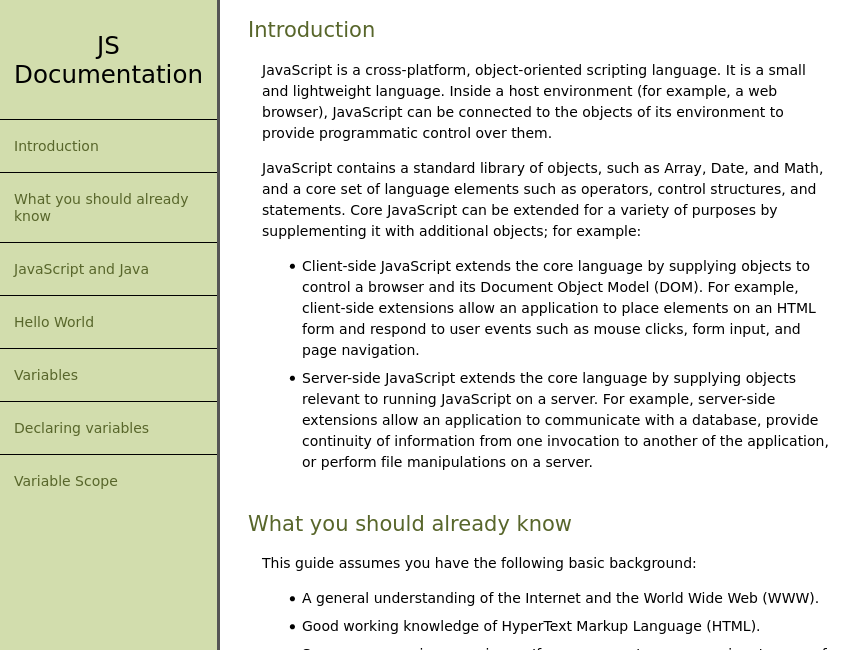 JS
Documentation
Introduction
What you should already
know
JavaScript and Java
Hello World
Variables
Declaring variables
Variable Scope
Introduction
JavaScript is a cross-platform, object-oriented scripting language. It is a small
and lightweight language. Inside a host environment (for example, a web
browser), JavaScript can be connected to the objects of its environment to
provide programmatic control over them.
JavaScript contains a standard library of objects, such as Array, Date, and Math,
and a core set of language elements such as operators, control structures, and
statements. Core JavaScript can be extended for a variety of purposes by
supplementing it with additional objects; for example:
• Client-side JavaScript extends the core language by supplying objects to
control a browser and its Document Object Model (DOM). For example,
client-side extensions allow an application to place elements on an HTML
form and respond to user events such as mouse clicks, form input, and
page navigation.
• Server-side JavaScript extends the core language by supplying objects
relevant to running JavaScript on a server. For example, server-side
extensions allow an application to communicate with a database, provide
continuity of information from one invocation to another of the application,
or perform file manipulations on a server.
What you should already know
This guide assumes you have the following basic background:
• A general understanding of the Internet and the World Wide Web (WWW).
• Good working knowledge of HyperText Markup Language (HTML).